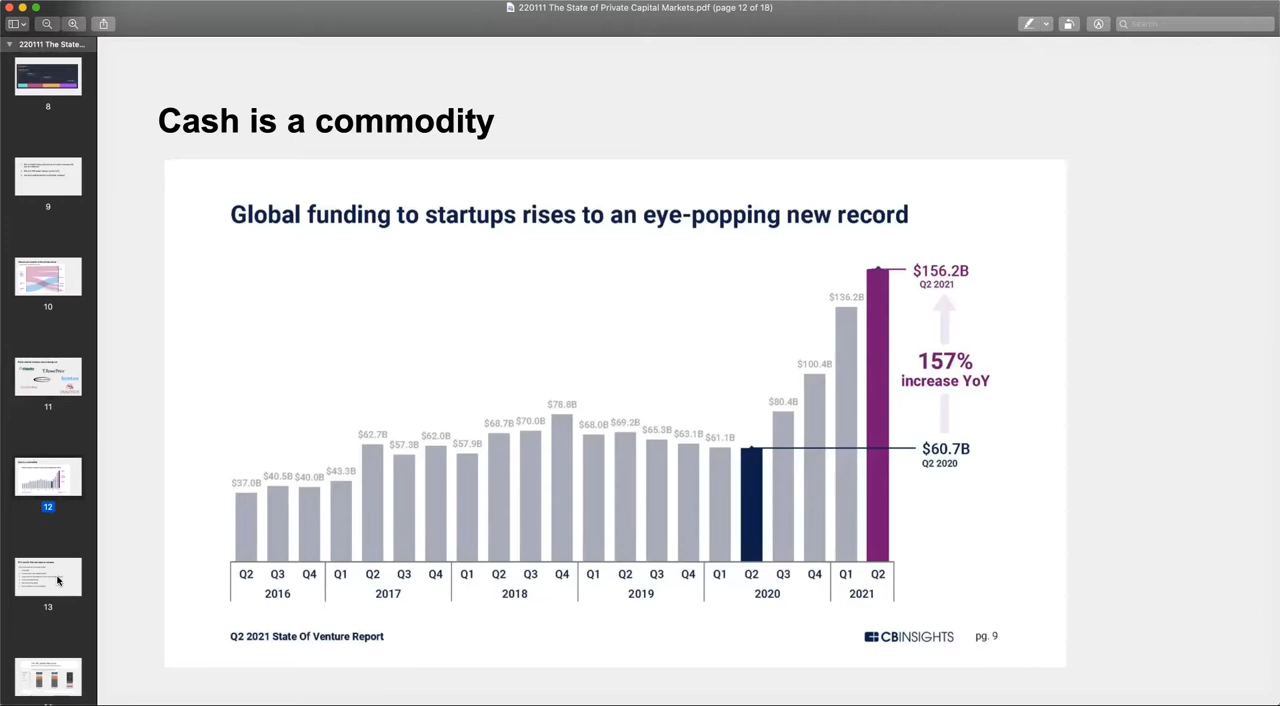 220111 The State of Private Capital Markets.pdf (page 12 of 18)
Search
220111 The State...
8
9
10
11
12
13
Cash is a commodity
Global funding to startups rises to an eye-popping new record
$37.0B
$40.5B
$40.0B
$43.3B
$62.7B
$57.3B
$62.0B
$57.9B
$68.7B
$70.0B
$78.8B
$68.0B
$69.2B
$65.3B
$63.1B
$61.1B
$80.4B
$100.4B
$136.2B
$156.2B
Q2 2021
157%
increase YoY
$60.7B
Q2 2020
Q2 Q3 Q4 Q1 Q2 Q3 Q4 Q1 Q2 Q3 Q4 Q1 Q2 Q3 Q4 Q1 Q2 Q3 Q4 Q1 Q2
2016 2017 2018 2019 2020 2021
Q2 2021 State Of Venture Report
CBINSIGHTS pg. 9